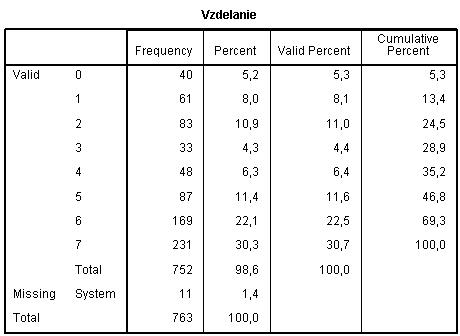 Vzdelanie
Frequency Percent Valid Percent Cumulative Percent
Valid 0 40 5,2 5,3 5,3
1 61 8,0 8,1 13,4
2 83 10,9 11,0 24,5
3 33 4,3 4,4 28,9
4 48 6,3 6,4 35,2
5 87 11,4 11,6 46,8
6 169 22,1 22,5 69,3
7 231 30,3 30,7 100,0
Total 752 98,6 100,0
Missing System 11 1,4
Total 763 100,0